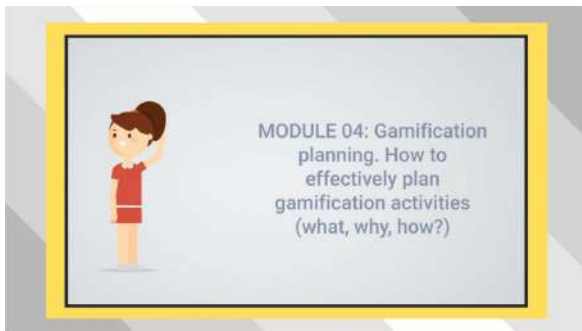 MODULE 04: Gamification
planning. How to
effectively plan
gamification activities
(what, why, how?)